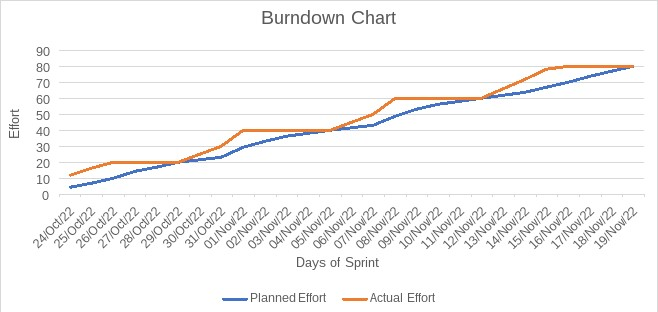 Burndown Chart
90
80
70
60
50
40
30
20
10
0
Effort
24/Oct/22
25/Oct/22
26/Oct/22
27/Oct/22
28/Oct/22
29/Oct/22
30/Oct/22
31/Oct/22
01/Nov/22
02/Nov/22
03/Nov/22
04/Nov/22
05/Nov/22
06/Nov/22
07/Nov/22
08/Nov/22
09/Nov/22
10/Nov/22
11/Nov/22
12/Nov/22
13/Nov/22
14/Nov/22
15/Nov/22
16/Nov/22
17/Nov/22
18/Nov/22
19/Nov/22
Days of Sprint
Planned Effort
Actual Effort